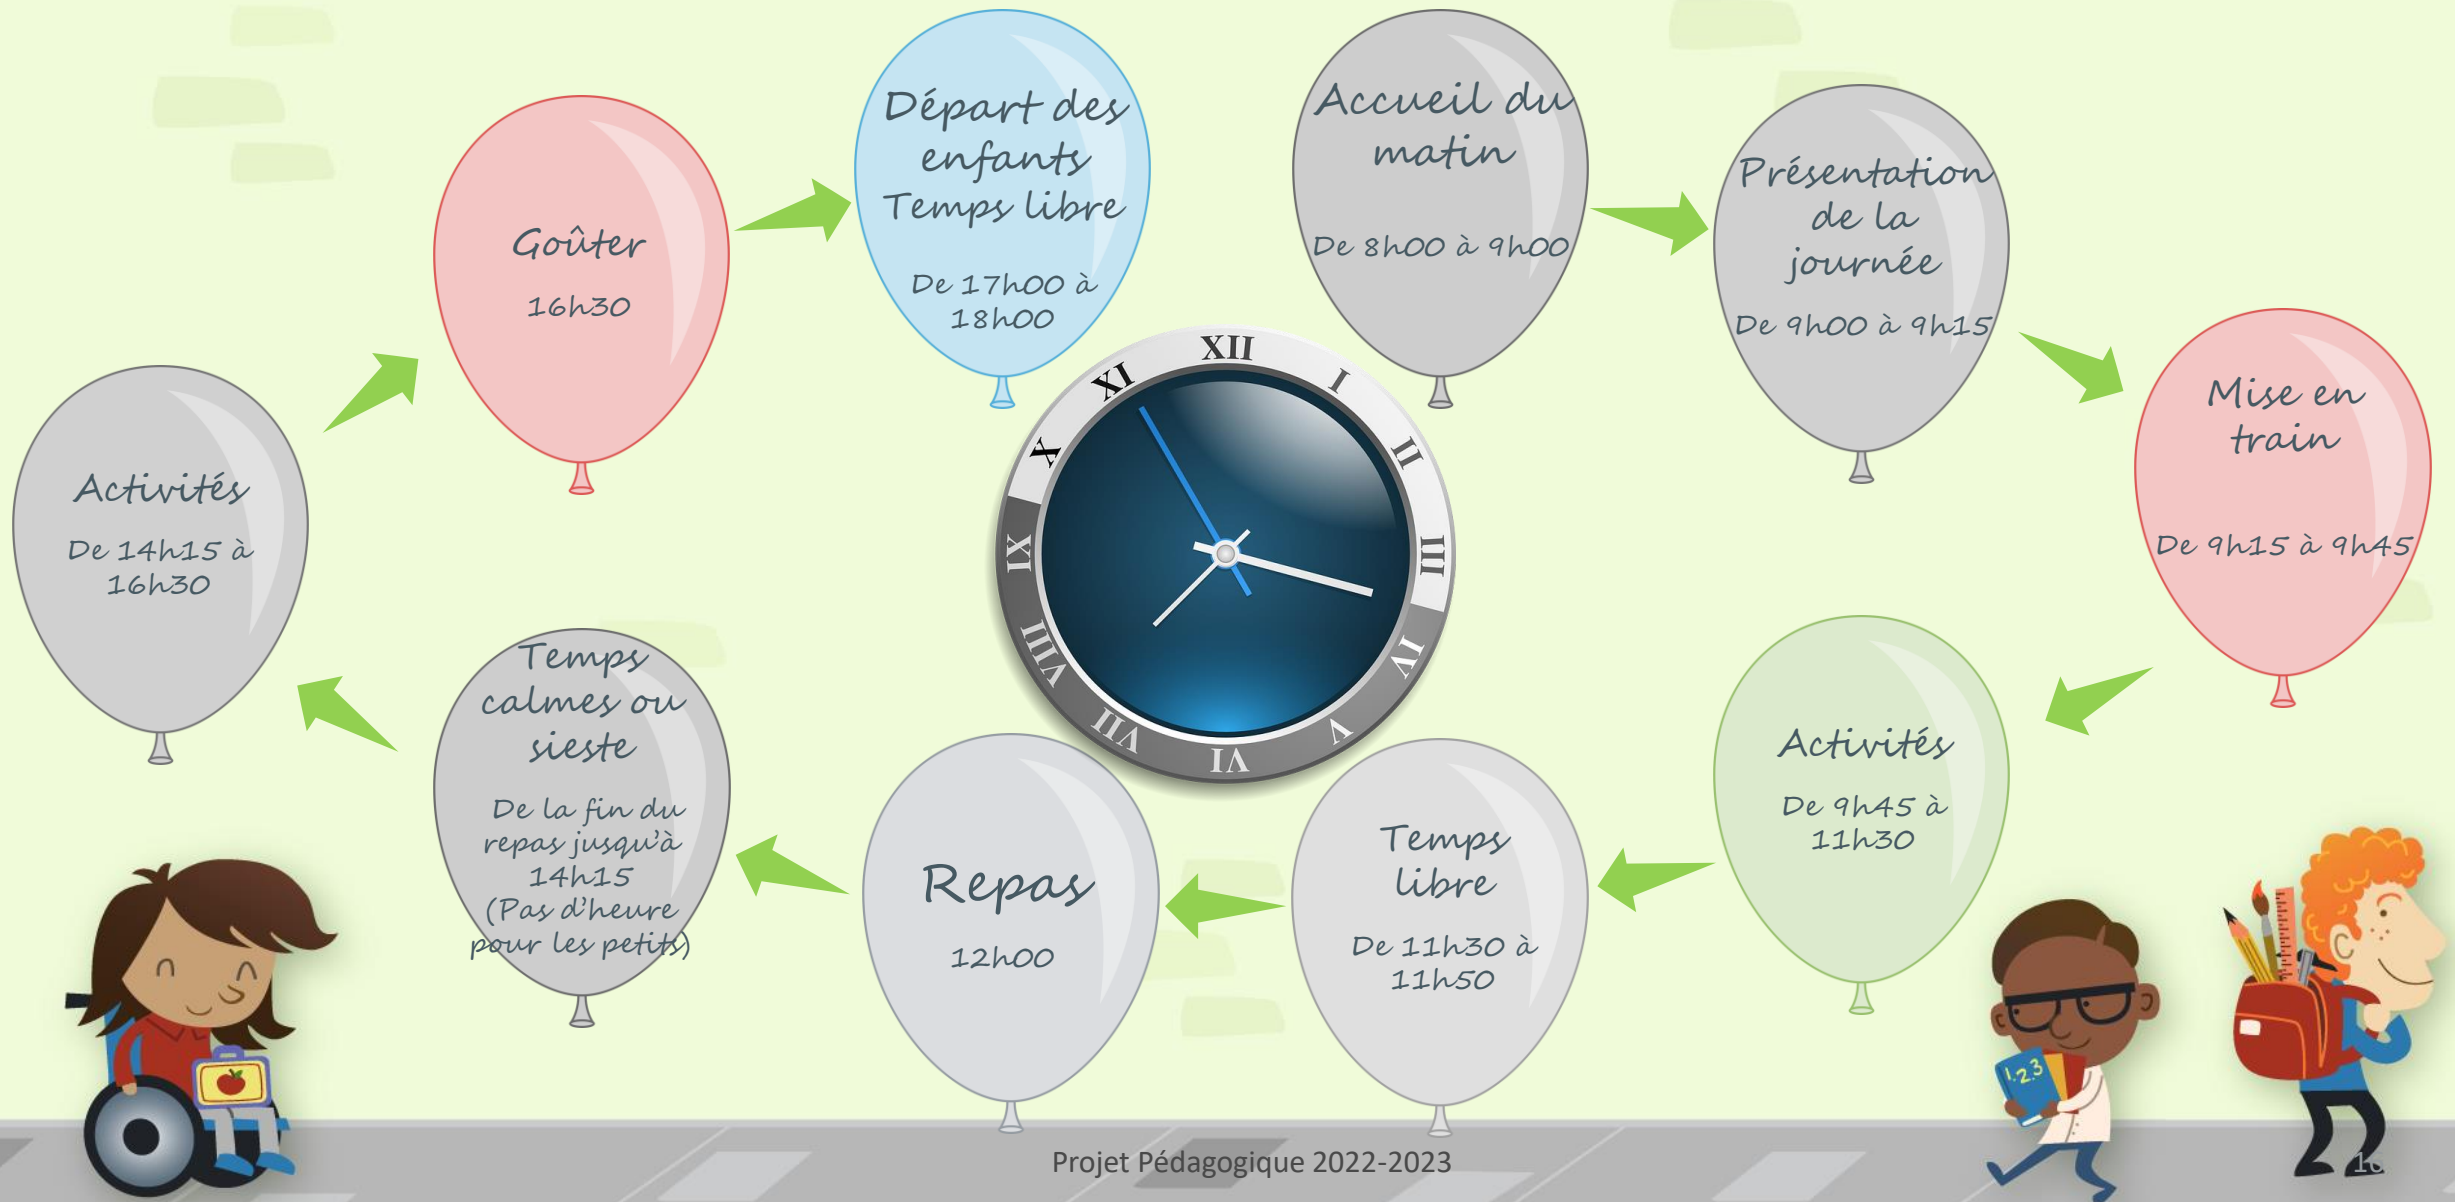 Accueil du
matin
De 8h00 à 9h00
Présentation
de la
journée
De 9h00 à 9h15
Mise en
train
De 9h15 à 9h45
Activités
De 9h45 à
11h30
Temps
libre
De 11h30 à
11h50
Repas
12h00
Temps
calmes ou
sieste
De la fin du
repas jusqu'à
14h15
(Pas d'heure
pour les petits)
Activités
De 14h15 à
16h30
Goûter
16h30
Départ des
enfants
Temps libre
De 17h00 à
18h00
XII
I
II
III
IV
V
VI
VII
VIII
IX
X
XI
1.2.3
Projet Pédagogique 2022-2023